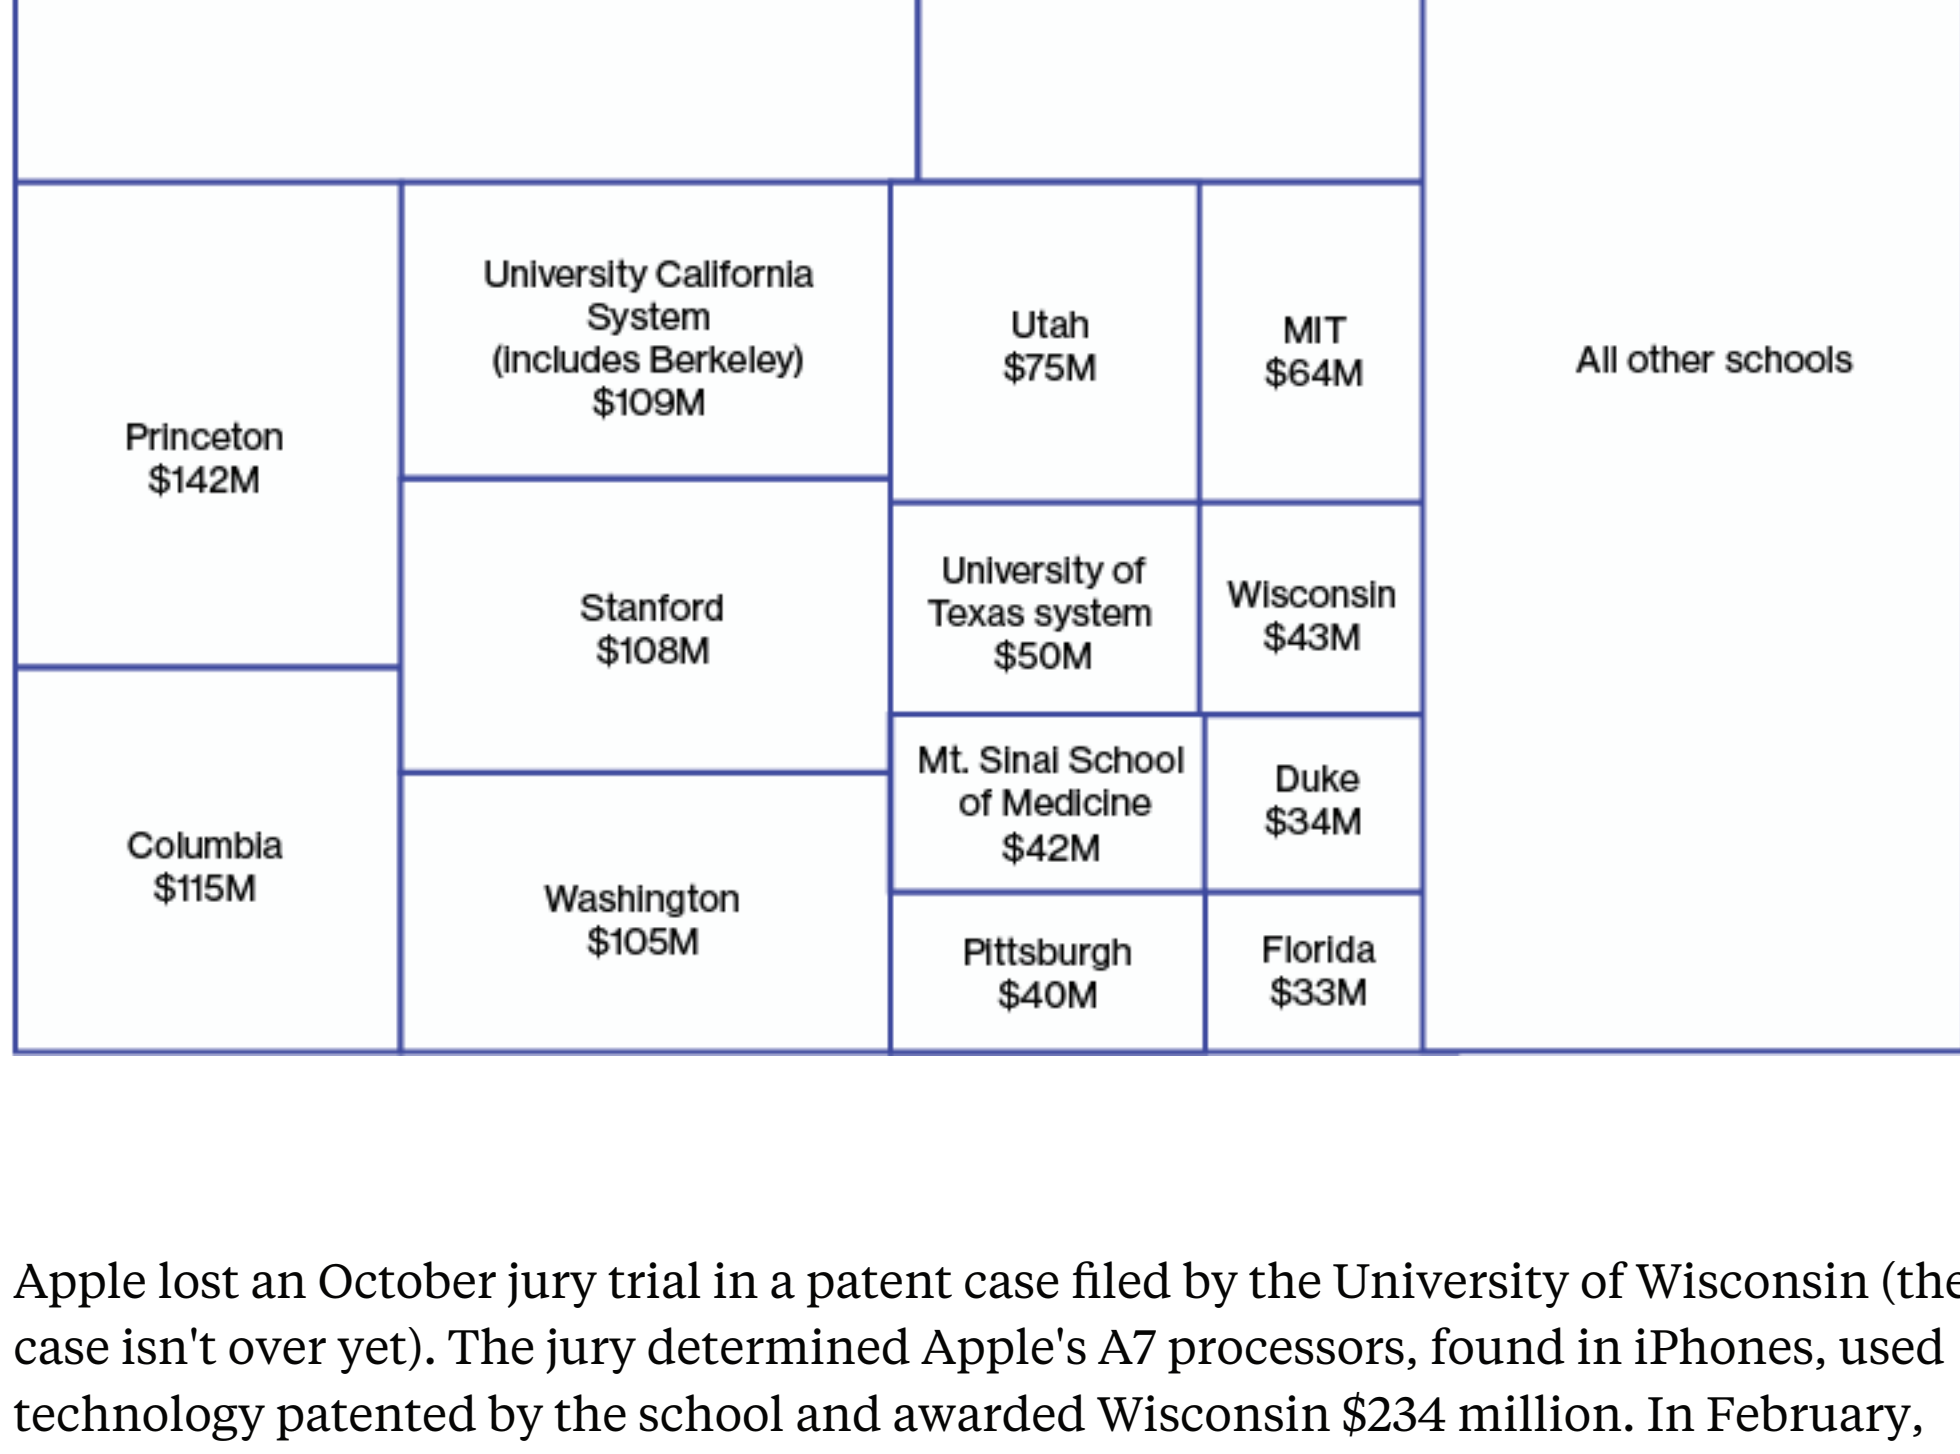 Princeton
$142M
Columbia
$115M
University California
System
(includes Berkeley)
$109M
Stanford
$108M
Washington
$105M
Utah
$75M
MIT
$64M
University of
Texas system
$50M
Wisconsin
$43M
Mt. Sinai School
of Medicine
$42M
Duke
$34M
Pittsburgh
$40M
Florida
$33M
All other schools
Apple lost an October jury trial in a patent case filed by the University of Wisconsin (the
case isn't over yet). The jury determined Apple's A7 processors, found in iPhones, used
technology patented by the school and awarded Wisconsin $234 million. In February,